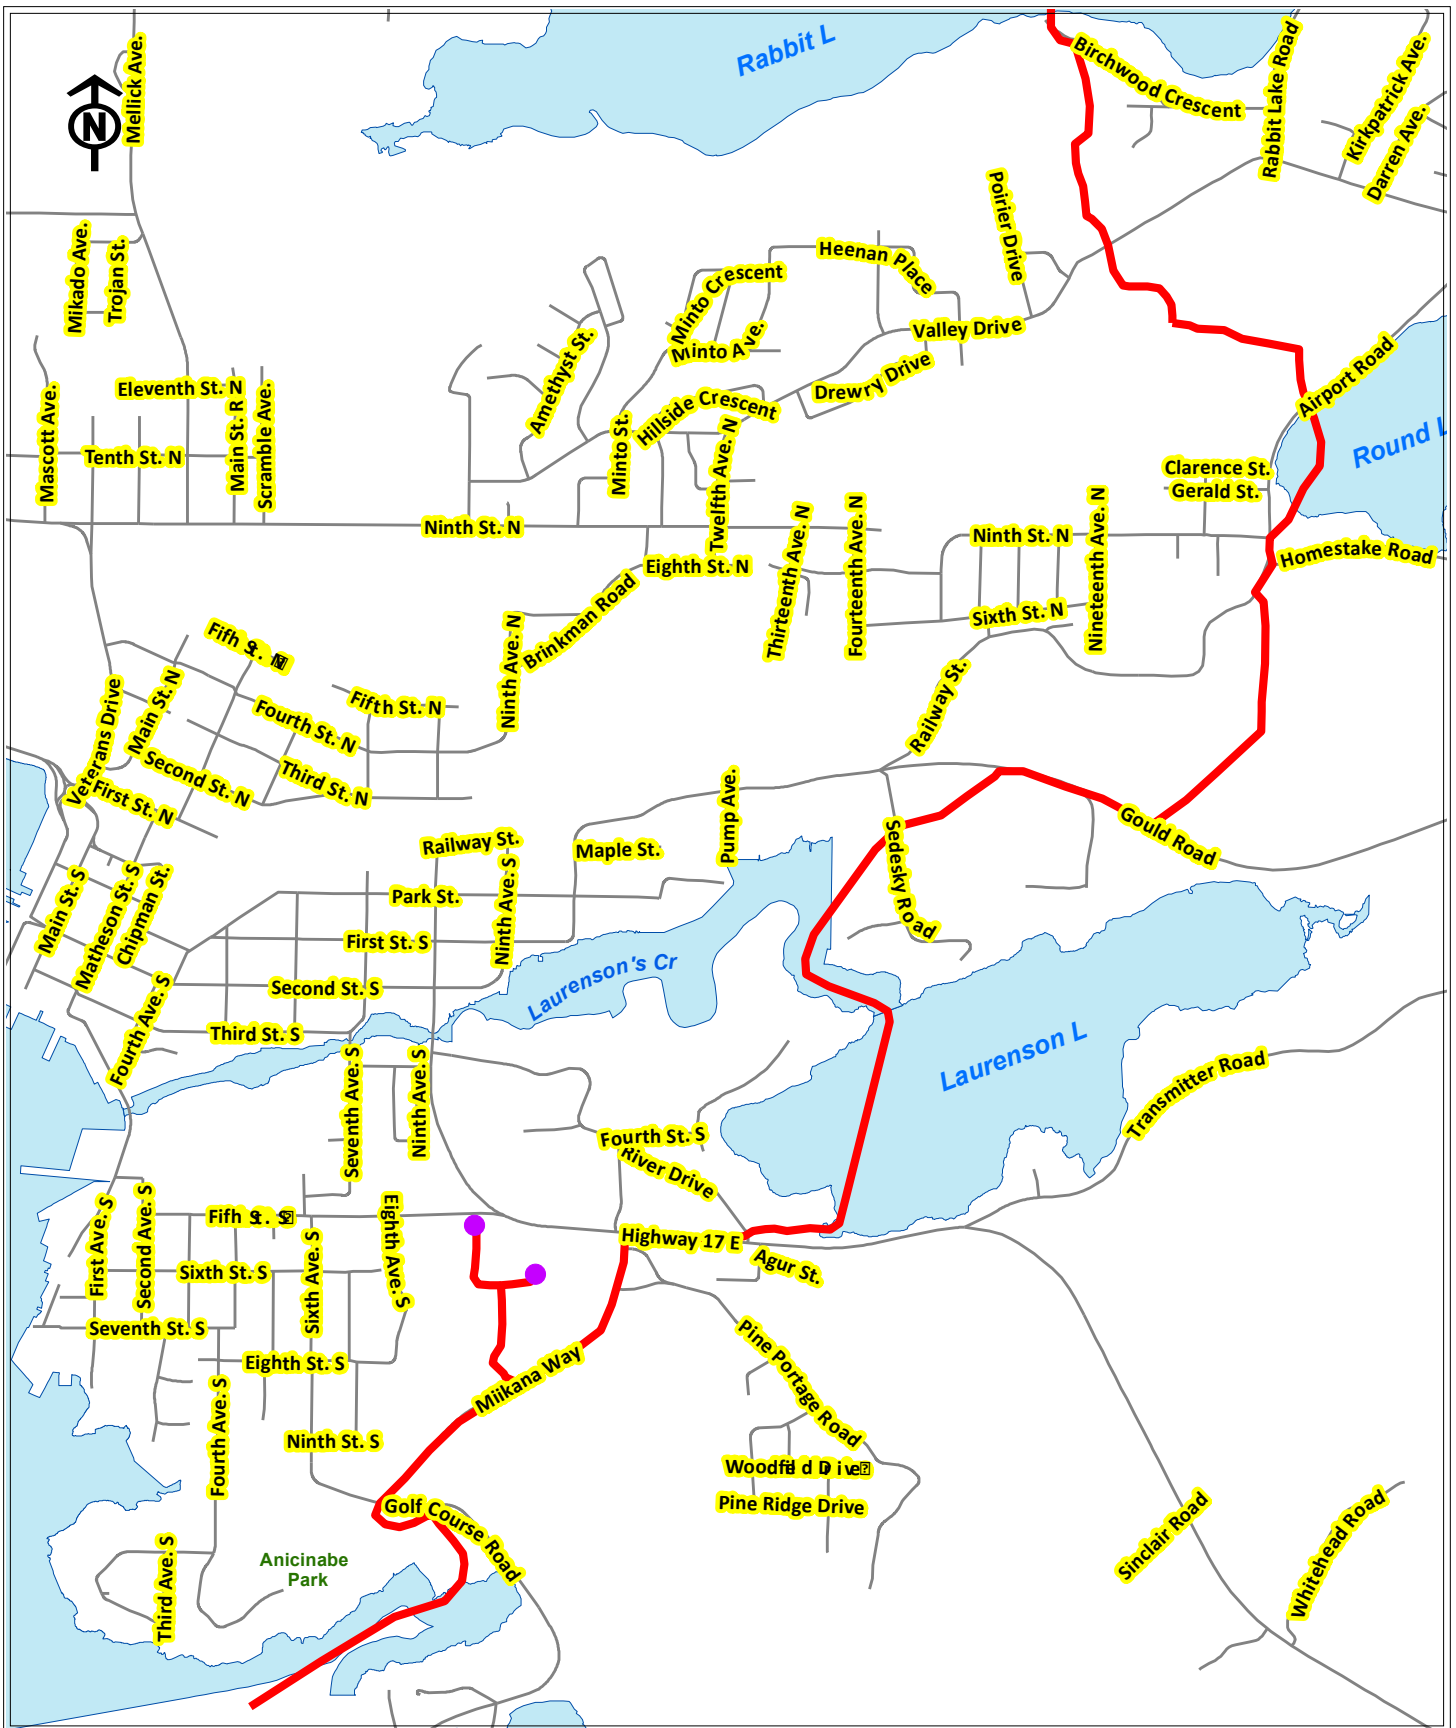 Rabbit L
Birchwood Crescent
Rabbit Lake Road
Kirkpatrick Ave.
Darren Ave.
Mellick Ave.
N
Mikado Ave.
Trojan St.
Poirier Drive
Heenan Place
Minto Crescent
Minto Ave.
Valley Drive
Drewry Drive
Amethyst St.
Hillside Crescent
Minto St.
Twelfth Ave. N
Airport Road
Round L
Eleventh St. N
Mascott Ave.
Main St. R
Scramble Ave.
Tenth St. N
Clarence St.
Gerald St.
Ninth St. N
Thirteenth Ave. N
Fourteenth Ave. N
Ninth St. N
Nineteenth Ave. N
Homestake Road
Eighth St. N
Brinkman Road
Sixth St. N
Ninth Ave. N
Fifh St. N
Fifth St. N
Fourth St. N
Main St. N
Veterans Drive
Second St. N
Third St. N
First St. N
Railway St.
Pump Ave.
Gould Road
Sedesky Road
Railway St.
Maple St.
Main St. S
Matheson St. S
Chipman St.
Park St.
First St. S
Ninth Ave. S
Second St. S
Laurenson's Cr
Fourth Ave. S
Third St. S
Laurenson L
Transmitter Road
Seventh Ave. S
Ninth Ave. S
Fourth St. S
River Drive
First Ave. S
Second Ave. S
Fifh St. S
Eighth Ave. S
Highway 17 E
Agur St.
Sixth St. S
Sixth Ave. S
Seventh St. S
Eighth St. S
Miikana Way
Pine Portage Road
Fourth Ave. S
Ninth St. S
Woodfield Drive
Pine Ridge Drive
Golf Course Road
Sinclair Road
Whitehead Road
Third Ave. S
Anicinabe
Park